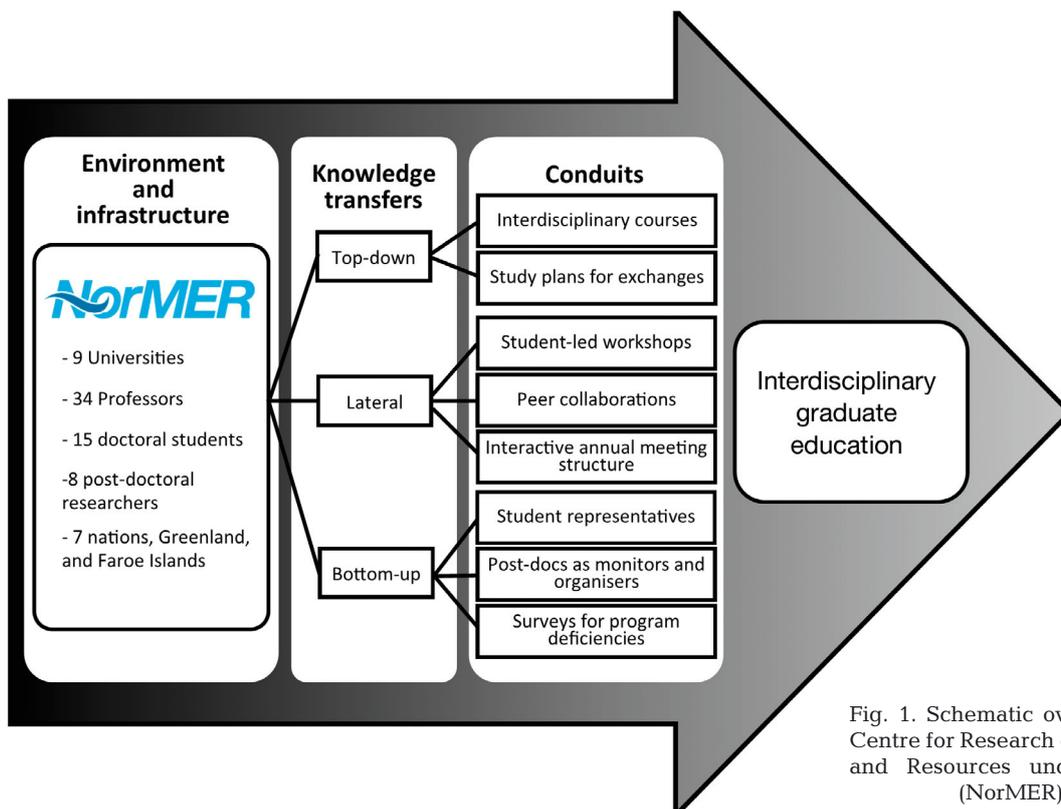 Environment
and
infrastructure
NorMER
- 9 Universities
- 34 Professors
- 15 doctoral students
-8 post-doctoral
researchers
- 7 nations, Greenland,
and Faroe Islands
Knowledge
transfers
Top-down
Lateral
Bottom-up
Conduits
Interdisciplinary courses
Study plans for exchanges
Student-led workshops
Peer collaborations
Interactive annual meeting
structure
Student representatives
Post-docs as monitors and
organisers
Surveys for program
deficiencies
Interdisciplinary
graduate
education
Fig. 1. Schematic
Centre for Research
and Resources
(NorMER)